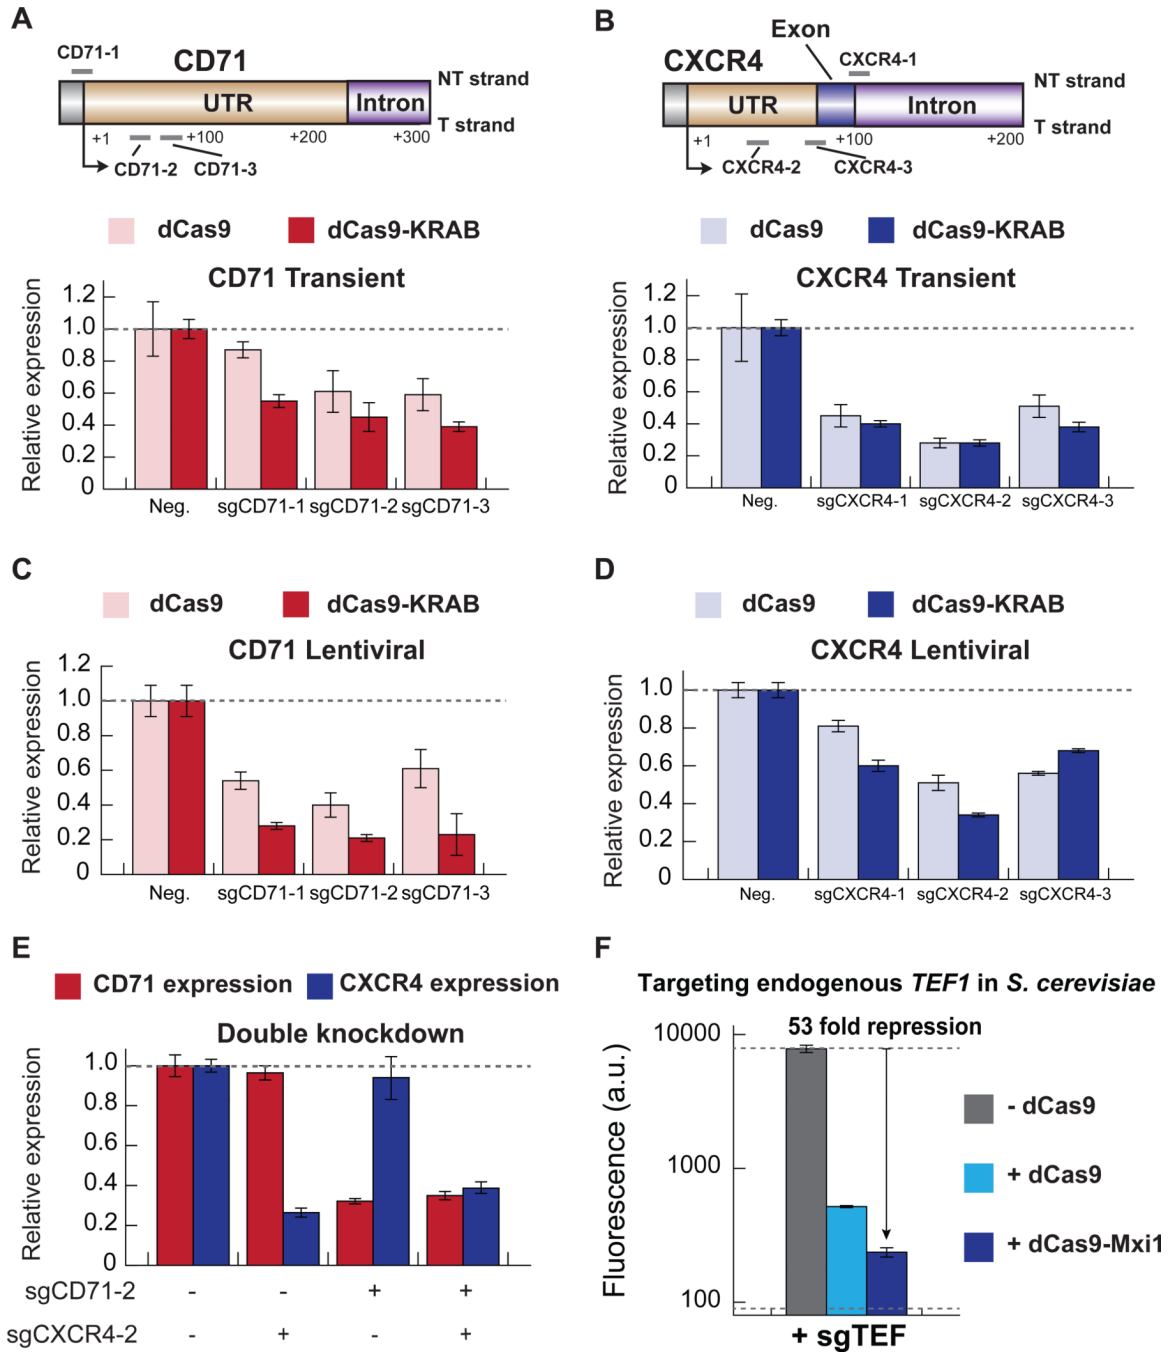 A
CD71-1
CD71
NT strand
UTR
Intron
T strand
+1
+100
+200
+300
CD71-2
CD71-3
dCas9
dCas9-KRAB
CD71 Transient
Relative expression
1.2
1.0
0.8
0.6
0.4
0.2
0
Neg.
sgCD71-1
sgCD71-2
sgCD71-3
B
Exon
CXCR4
CXCR4-1
NT strand
UTR
Intron
T strand
+1
+100
+200
CXCR4-2
CXCR4-3
dCas9
dCas9-KRAB
CXCR4 Transient
Relative expression
1.2
1.0
0.8
0.6
0.4
0.2
0
Neg.
sgCXCR4-1
sgCXCR4-2
sgCXCR4-3
C
dCas9
dCas9-KRAB
CD71 Lentiviral
Relative expression
1.2
1.0
0.8
0.6
0.4
0.2
0
Neg.
sgCD71-1
sgCD71-2
sgCD71-3
D
dCas9
dCas9-KRAB
CXCR4 Lentiviral
Relative expression
1.0
0.8
0.6
0.4
0.2
0
Neg.
sgCXCR4-1
sgCXCR4-2
sgCXCR4-3
E
CD71 expression
CXCR4 expression
Double knockdown
Relative expression
1.0
0.8
0.6
0.4
0.2
0
sgCD71-2 - - + +
sgCXCR4-2 - + - +
F
Targeting endogenous TEF1 in S. cerevisiae
53 fold repression
Fluorescence (a.u.)
10000
1000
100
- dCas9
+ dCas9
+ dCas9-Mxi1
+ sgTEF